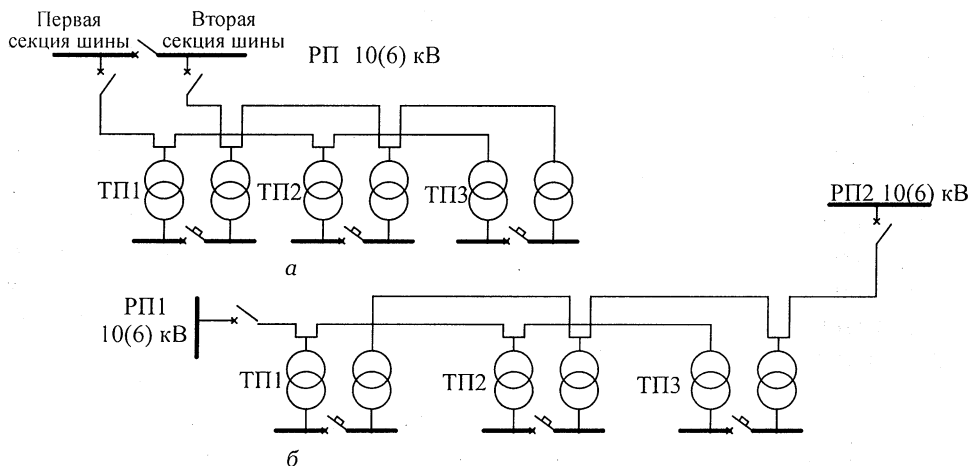 Первая
секция шины
Вторая
секция шины
РП 10(6) кВ
ТП1
ТП2
ТП3
а
РП2 10(6) кВ
РП1
10(6) кВ
ТП1
ТП2
ТП3
б